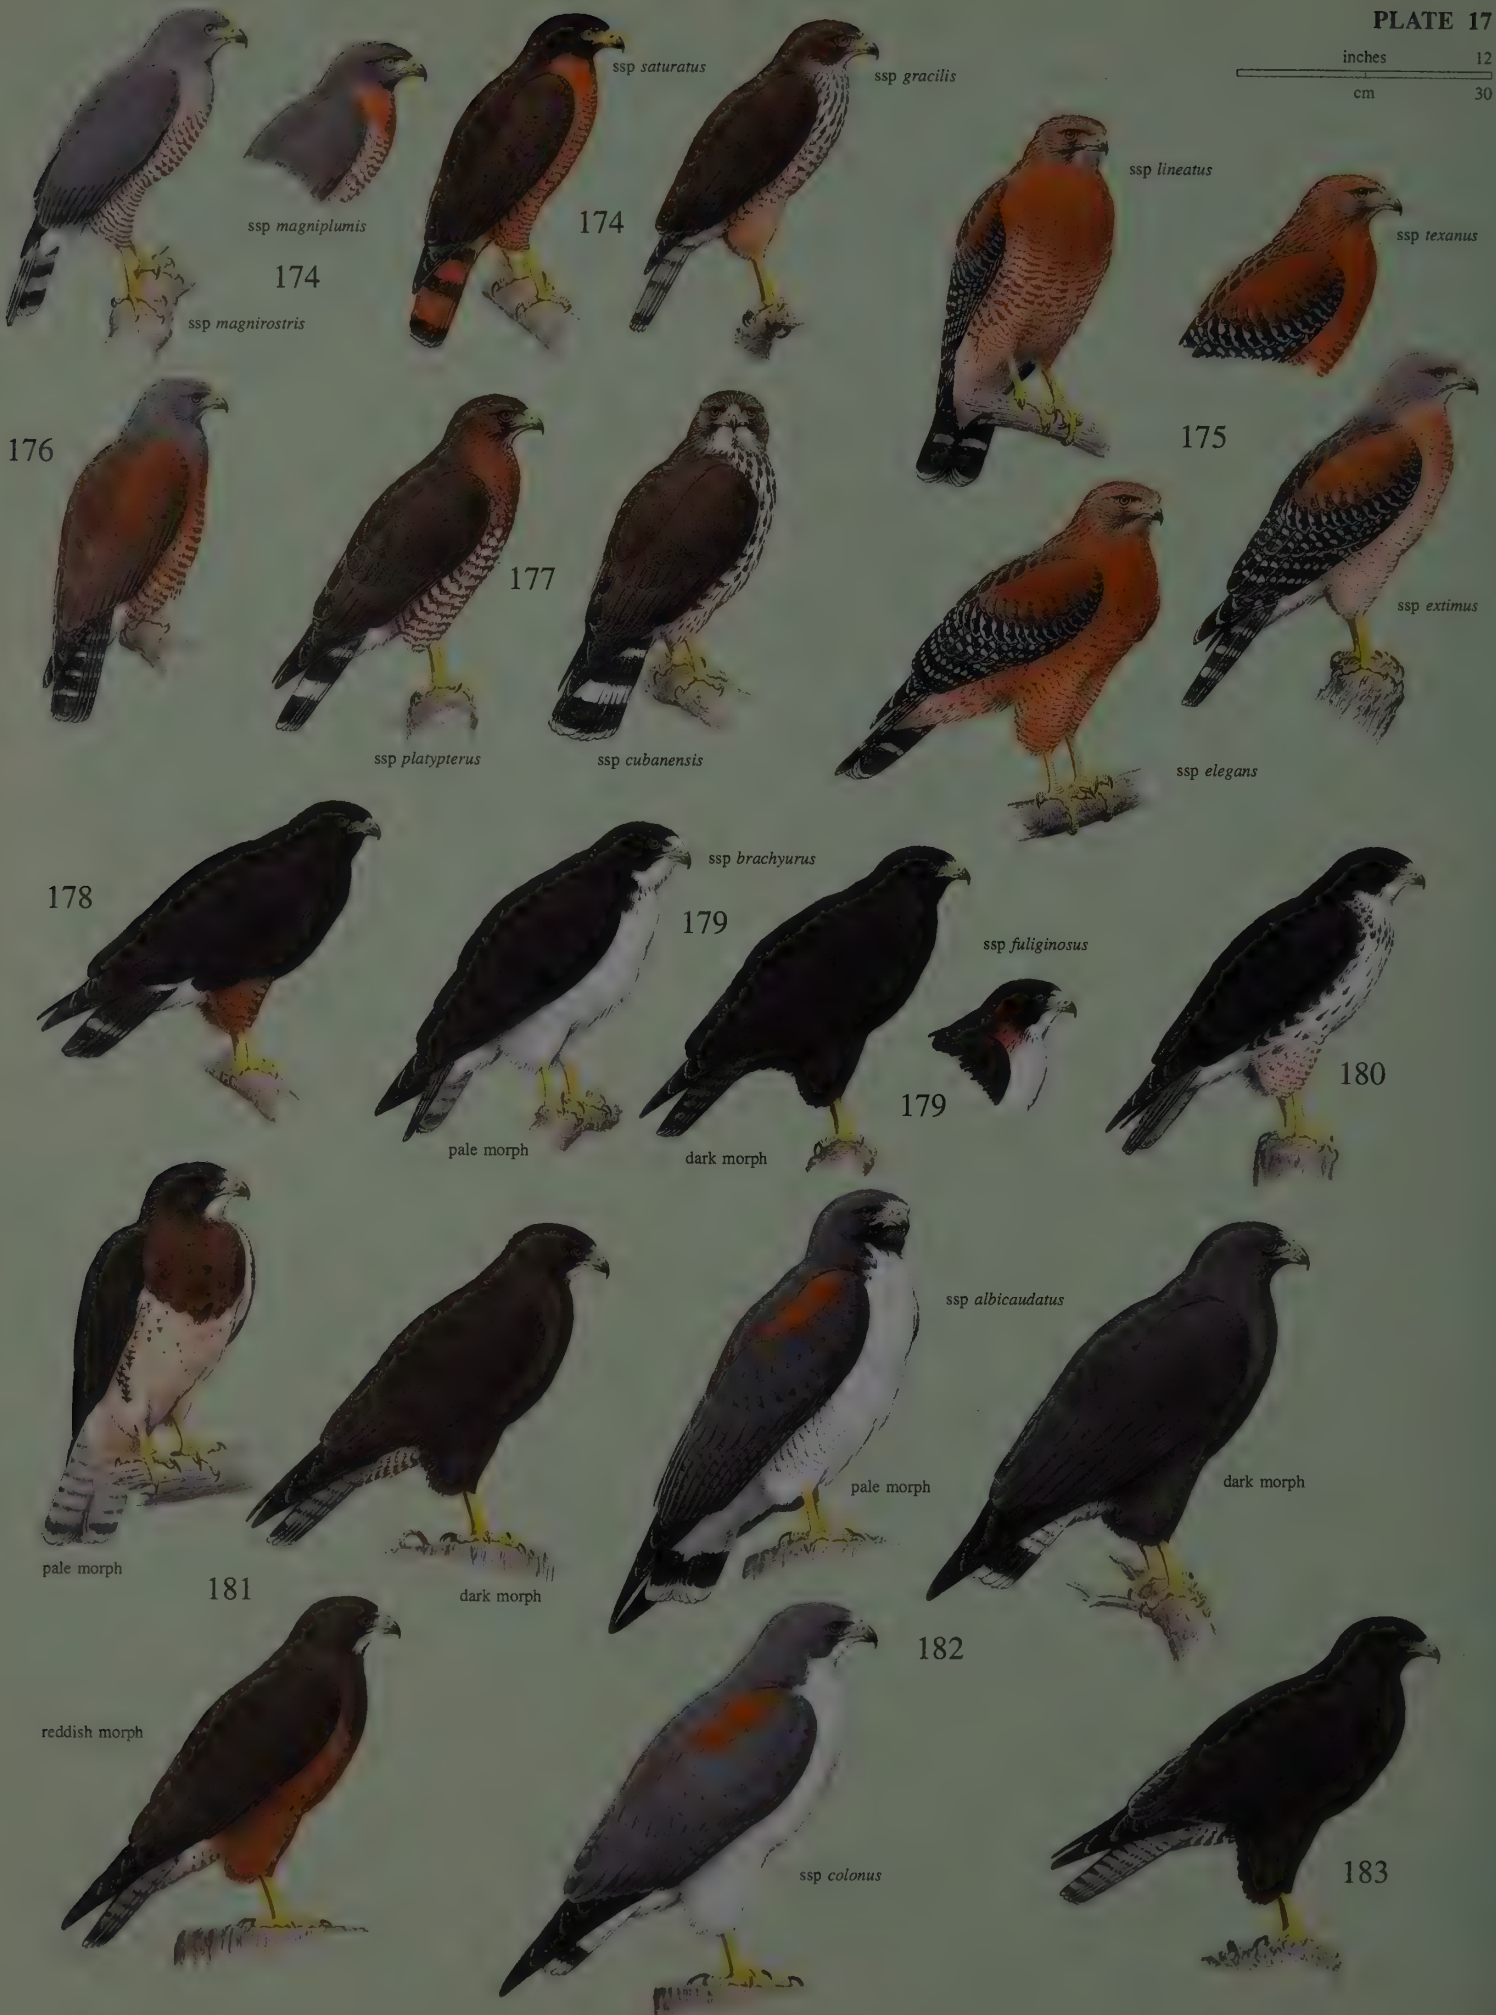 PLATE 17
inches 12
cm 30
ssp saturatus
ssp gracilis
ssp lineatus
ssp texanus
ssp magniplumis
174
174
ssp magnirostris
176
175
177
ssp extimus
ssp platypterus
ssp cubanensis
ssp elegans
178
ssp brachyurus
179
ssp fuliginosus
180
179
pale morph
dark morph
ssp albicaudatus
pale morph
dark morph
pale morph
181
dark morph
182
reddish morph
ssp colonus
183